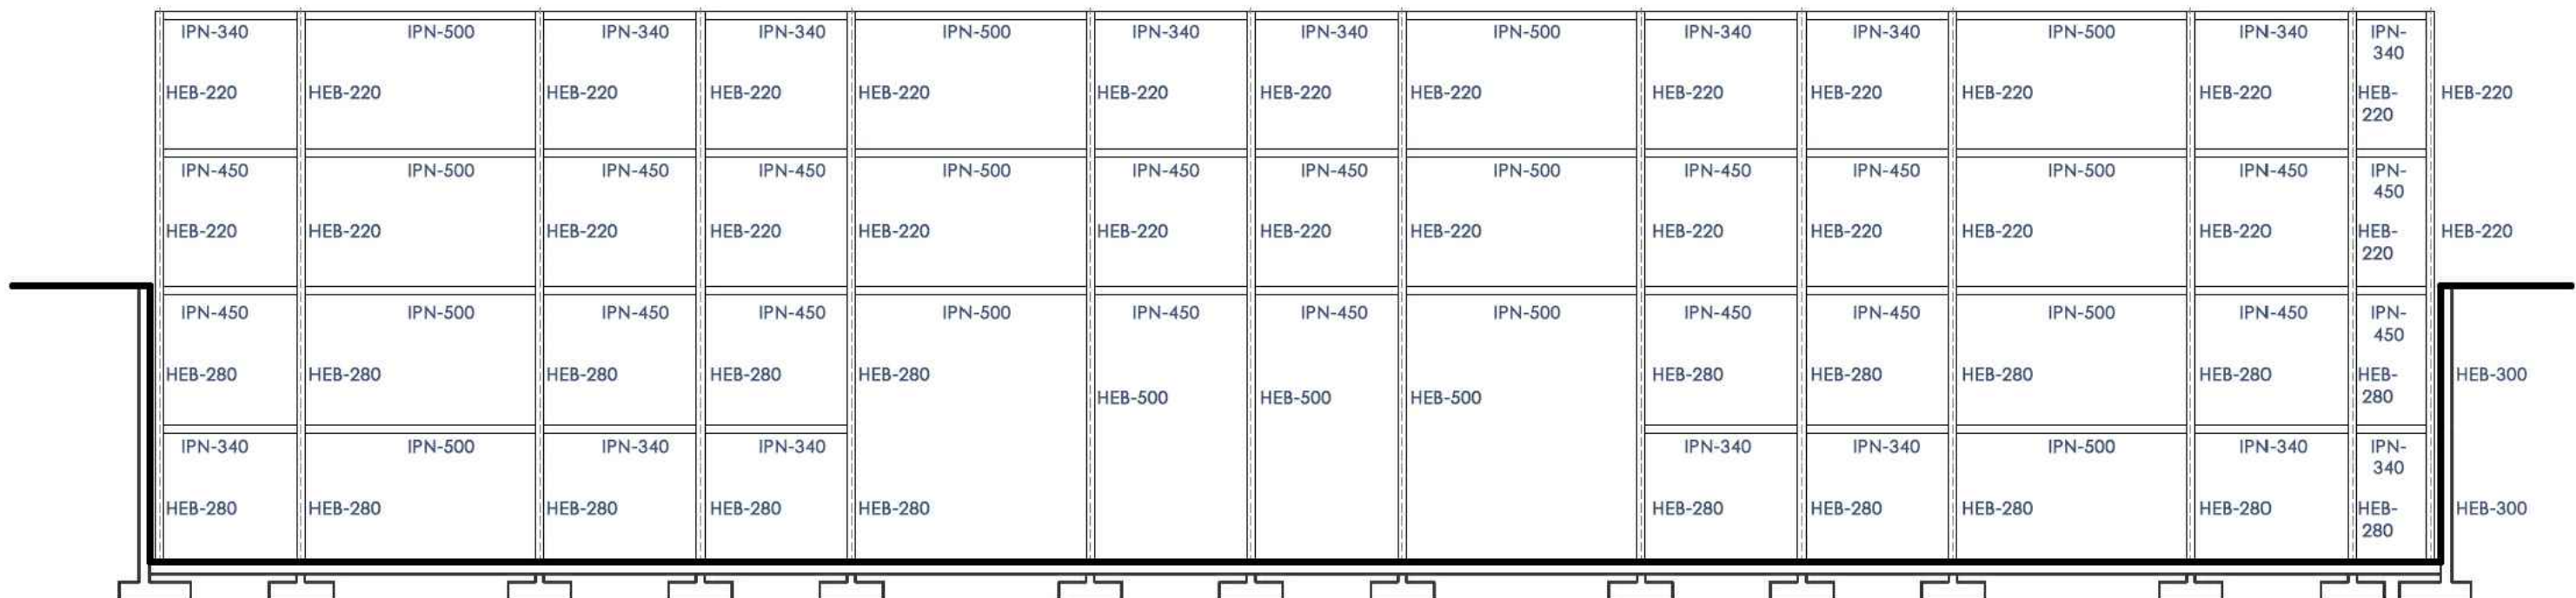 IPN-340 IPN-500 IPN-340 IPN-340 IPN-500 IPN-340 IPN-340 IPN-500 IPN-340 IPN-340 IPN-500 IPN-340 IPN-
340
HEB-220 HEB-220 HEB-220 HEB-220 HEB-220 HEB-220 HEB-220 HEB-220 HEB-220 HEB-220 HEB-220 HEB-220 HEB- HEB-220
220
IPN-450 IPN-500 IPN-450 IPN-450 IPN-500 IPN-450 IPN-450 IPN-500 IPN-450 IPN-450 IPN-500 IPN-450 IPN-
450
HEB-220 HEB-220 HEB-220 HEB-220 HEB-220 HEB-220 HEB-220 HEB-220 HEB-220 HEB-220 HEB-220 HEB-220 HEB- HEB-220
220
IPN-450 IPN-500 IPN-450 IPN-450 IPN-500 IPN-450 IPN-450 IPN-500 IPN-450 IPN-450 IPN-500 IPN-450 IPN-
450
HEB-280 HEB-280 HEB-280 HEB-280 HEB-280 HEB-280 HEB-280 HEB-280 HEB-280 HEB- HEB-300
280
HEB-500 HEB-500 HEB-500
IPN-340 IPN-500 IPN-340 IPN-340 IPN-340 IPN-340 IPN-500 IPN-340 IPN-
340
HEB-280 HEB-280 HEB-280 HEB-280 HEB-280 HEB-280 HEB-280 HEB-280 HEB-280 HEB- HEB-300
280